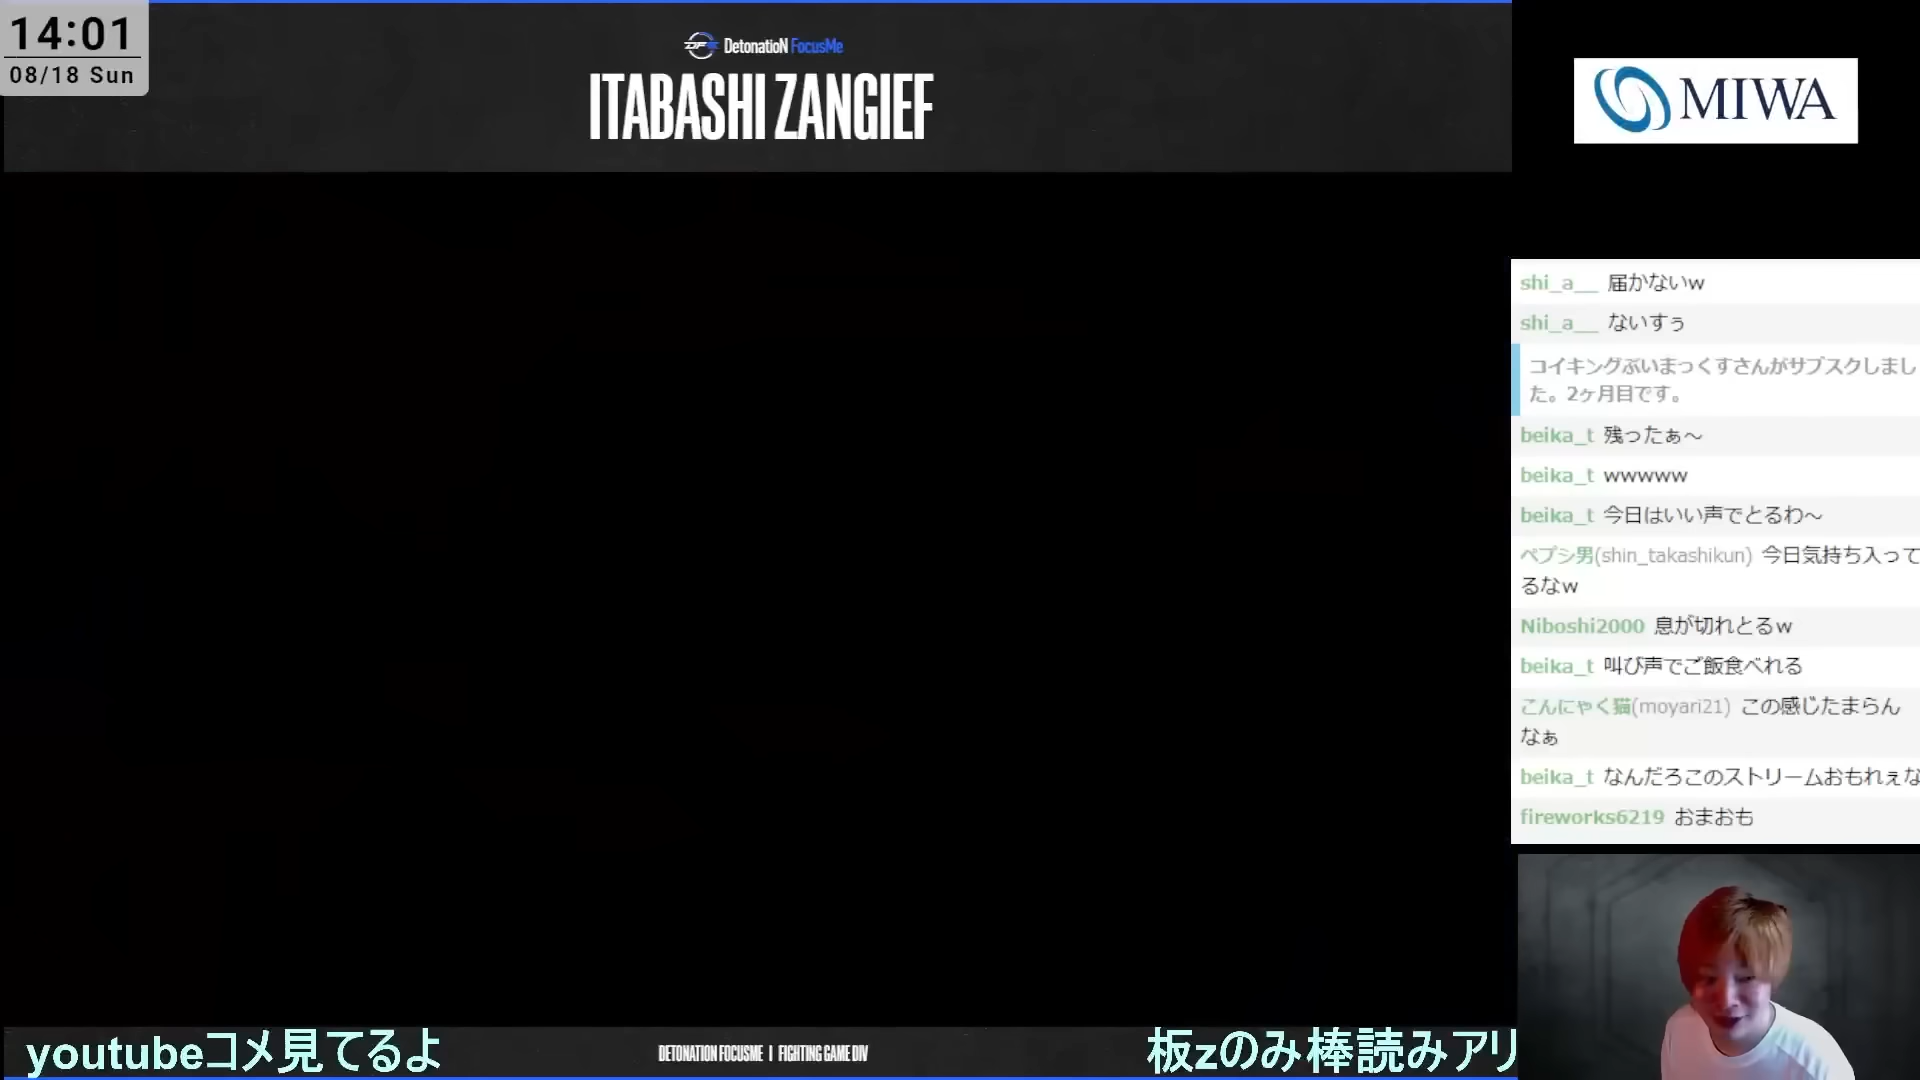 14:01
08/18 Sun
DetonatioN FocusMe
ITABASHI ZANGIEF
MIWA
shi_a__ 届かないw
shi_a__ ないすぅ
コイキングぶいまっくすさんがサブスクしまし
た。2ヶ月目です。
beika_t 残ったぁ〜
beika_t wwwww
beika_t 今日はいい声でとるわ〜
ペプシ男(shin_takashikun) 今日気持ち入って
るなw
Niboshi2000 息が切れとるw
beika_t 叫び声でご飯食べれる
こんにゃく猫(moyari21) この感じたまらん
なぁ
beika_t なんだろこのストリームおもれぇな
fireworks6219 おまおも
youtubeコメ見てるよ
DETONATION FOCUSME | FIGHTING GAME DIV
板zのみ棒読みアリ